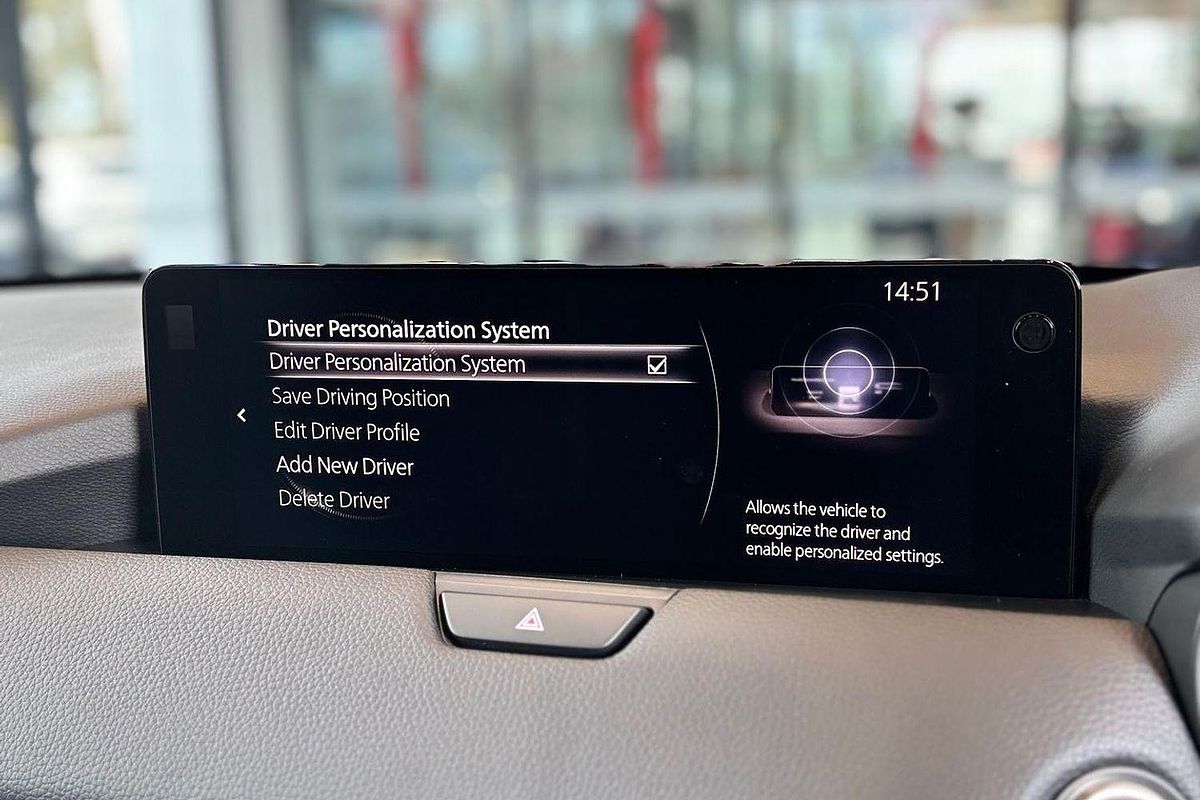 14:51
Driver Personalization System
Driver Personalization System
Save Driving Position
Edit Driver Profile
Add New Driver
Delete Driver
Allows the vehicle to
recognize the driver and
enable personalized settings.